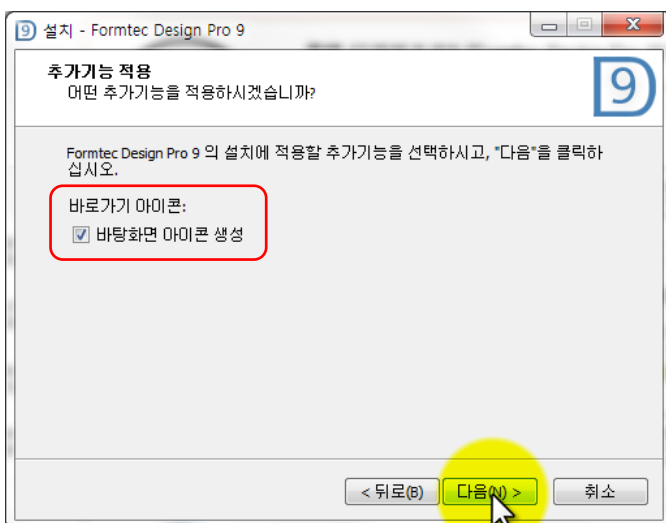 9 설치 - Formtec Design Pro 9
추가기능 적용
어떤 추가기능을 적용하시겠습니까?
9
Formtec Design Pro 9 의 설치에 적용할 추가기능을 선택하시고, "다음"을 클릭하
십시오.
바로가기 아이콘:
바탕화면 아이콘 생성
< 뒤로(B) 다음(N) > 취소